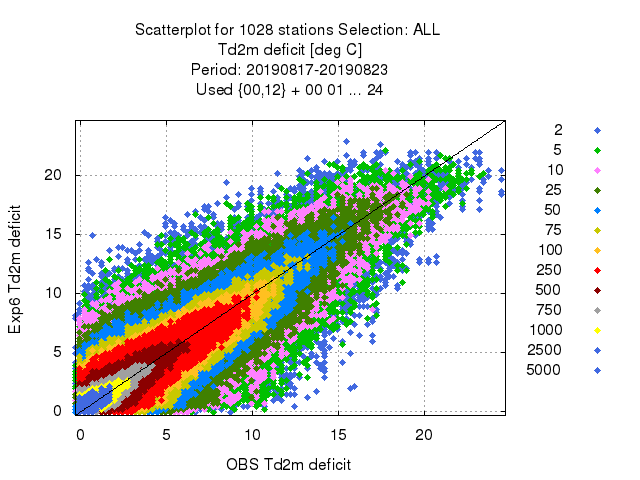 Scatterplot for 1028 stations Selection: ALL
Td2m deficit [deg C]
Period: 20190817-20190823
Used {00,12} + 00 01 ... 24
Exp6 Td2m deficit
20
15
10
5
0
0 5 10 15 20
OBS Td2m deficit
2
5
10
25
50
75
100
250
500
750
1000
2500
5000